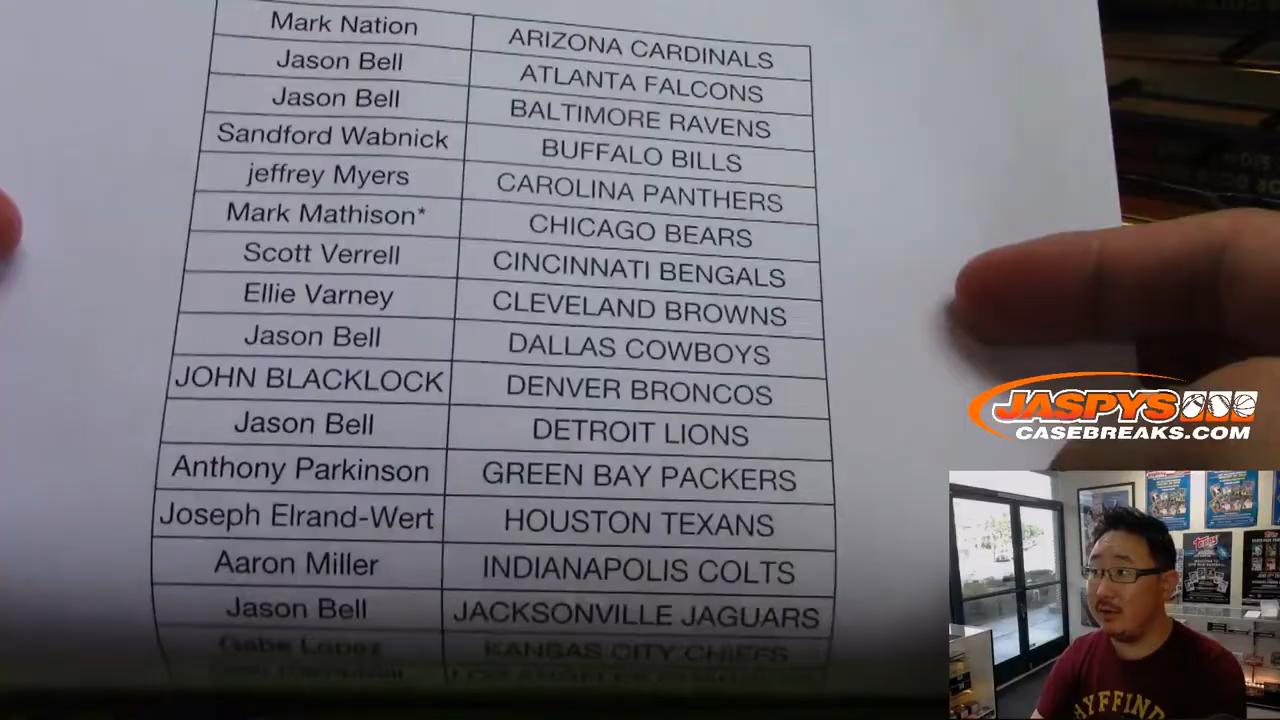 Mark Nation ARIZONA CARDINALS
Jason Bell ATLANTA FALCONS
Jason Bell BALTIMORE RAVENS
Sandford Wabnick BUFFALO BILLS
jeffrey Myers CAROLINA PANTHERS
Mark Mathison* CHICAGO BEARS
Scott Verrell CINCINNATI BENGALS
Ellie Varney CLEVELAND BROWNS
Jason Bell DALLAS COWBOYS
JOHN BLACKLOCK DENVER BRONCOS
Jason Bell DETROIT LIONS
Anthony Parkinson GREEN BAY PACKERS
Joseph Elrand-Wert HOUSTON TEXANS
Aaron Miller INDIANAPOLIS COLTS
Jason Bell JACKSONVILLE JAGUARS
Gabe Lopez KANSAS CITY CHIEFS
JASPYS
CASEBREAKS.COM
TOPPS